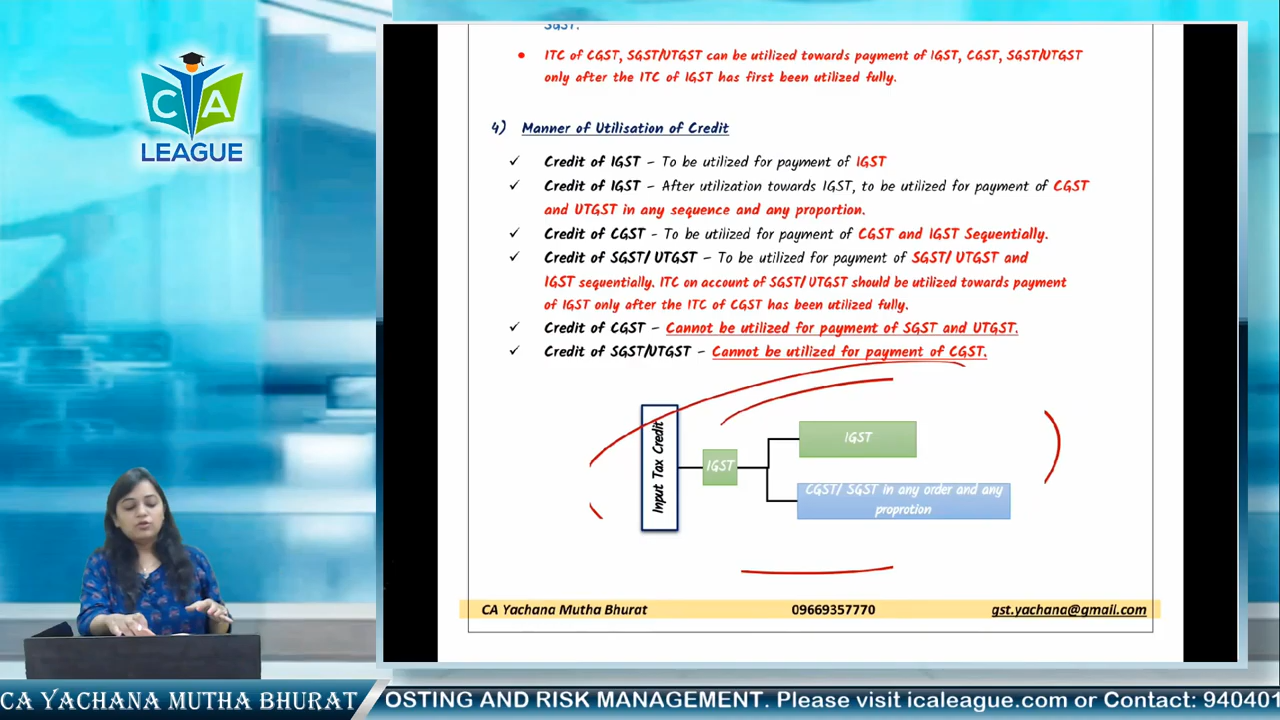 CA
LEAGUE
SGST.
• ITC of CGST, SGST/UTGST can be utilized towards payment of IGST, CGST, SGST/UTGST
only after the ITC of IGST has first been utilized fully.
4) Manner of Utilisation of Credit
✓ Credit of IGST – To be utilized for payment of IGST
✓ Credit of IGST – After utilization towards IGST, to be utilized for payment of CGST
and UTGST in any sequence and any proportion.
✓ Credit of CGST - To be utilized for payment of CGST and IGST Sequentially.
✓ Credit of SGST/ UTGST – To be utilized for payment of SGST/ UTGST and
IGST sequentially. ITC on account of SGST/ UTGST should be utilized towards payment
of IGST only after the ITC of CGST has been utilized fully.
✓ Credit of CGST – Cannot be utilized for payment of SGST and UTGST.
✓ Credit of SGST/UTGST – Cannot be utilized for payment of CGST.
Input Tax Credit
IGST
IGST
CGST/ SGST in any order and any
proprotion
CA Yachana Mutha Bhurat 09669357770 gst.yachana@gmail.com
CA YACHANA MUTHA BHURAT OSTING AND RISK MANAGEMENT. Please visit icaleague.com or Contact: 940401